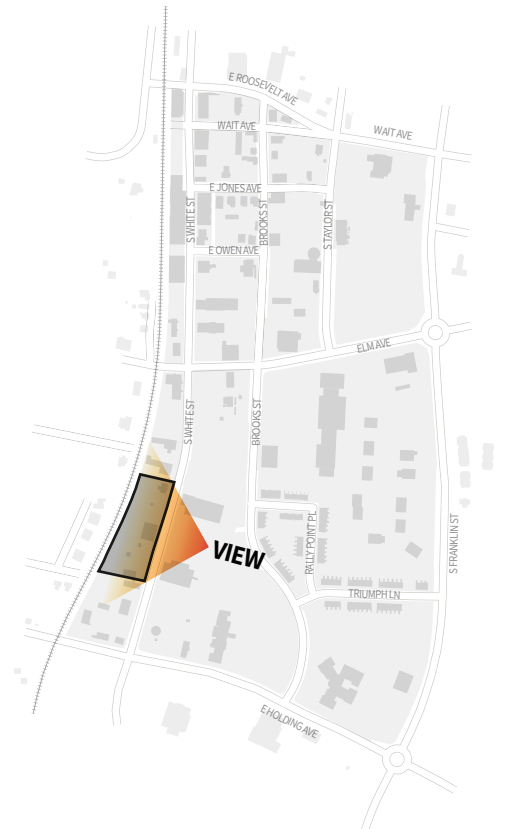 E ROOSEVELT AVE
WAIT AVE
WAIT AVE
E JONES AVE
S WHITE ST
BROOKS ST
S TAYLOR ST
E OWEN AVE
ELM AVE
S WHITE ST
BROOKS ST
RALLY POINT PL
S FRANKLIN ST
VIEW
TRIUMPH LN
E HOLDING AVE